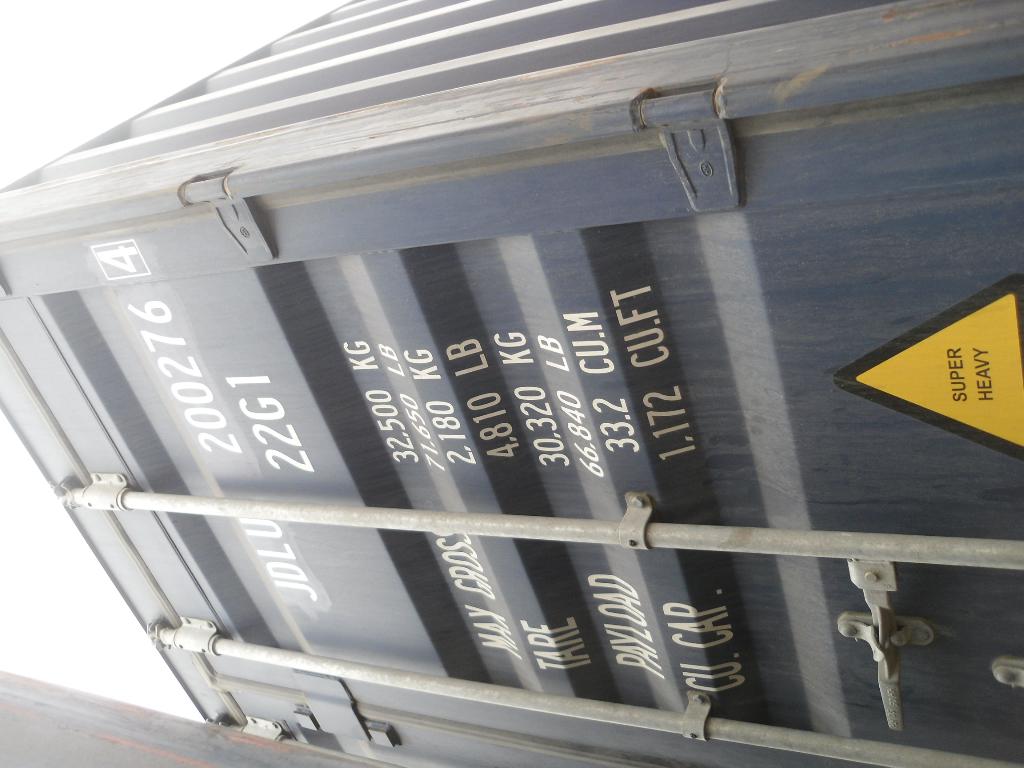 JDLU 200276 4
22G1
MAX GROSS 32,500 KG
71,650 LB
TARE 2,180 KG
4,810 LB
PAYLOAD 30,320 KG
66,840 LB
CU. CAP. 33.2 CU.M
1,172 CU.FT
SUPER
HEAVY